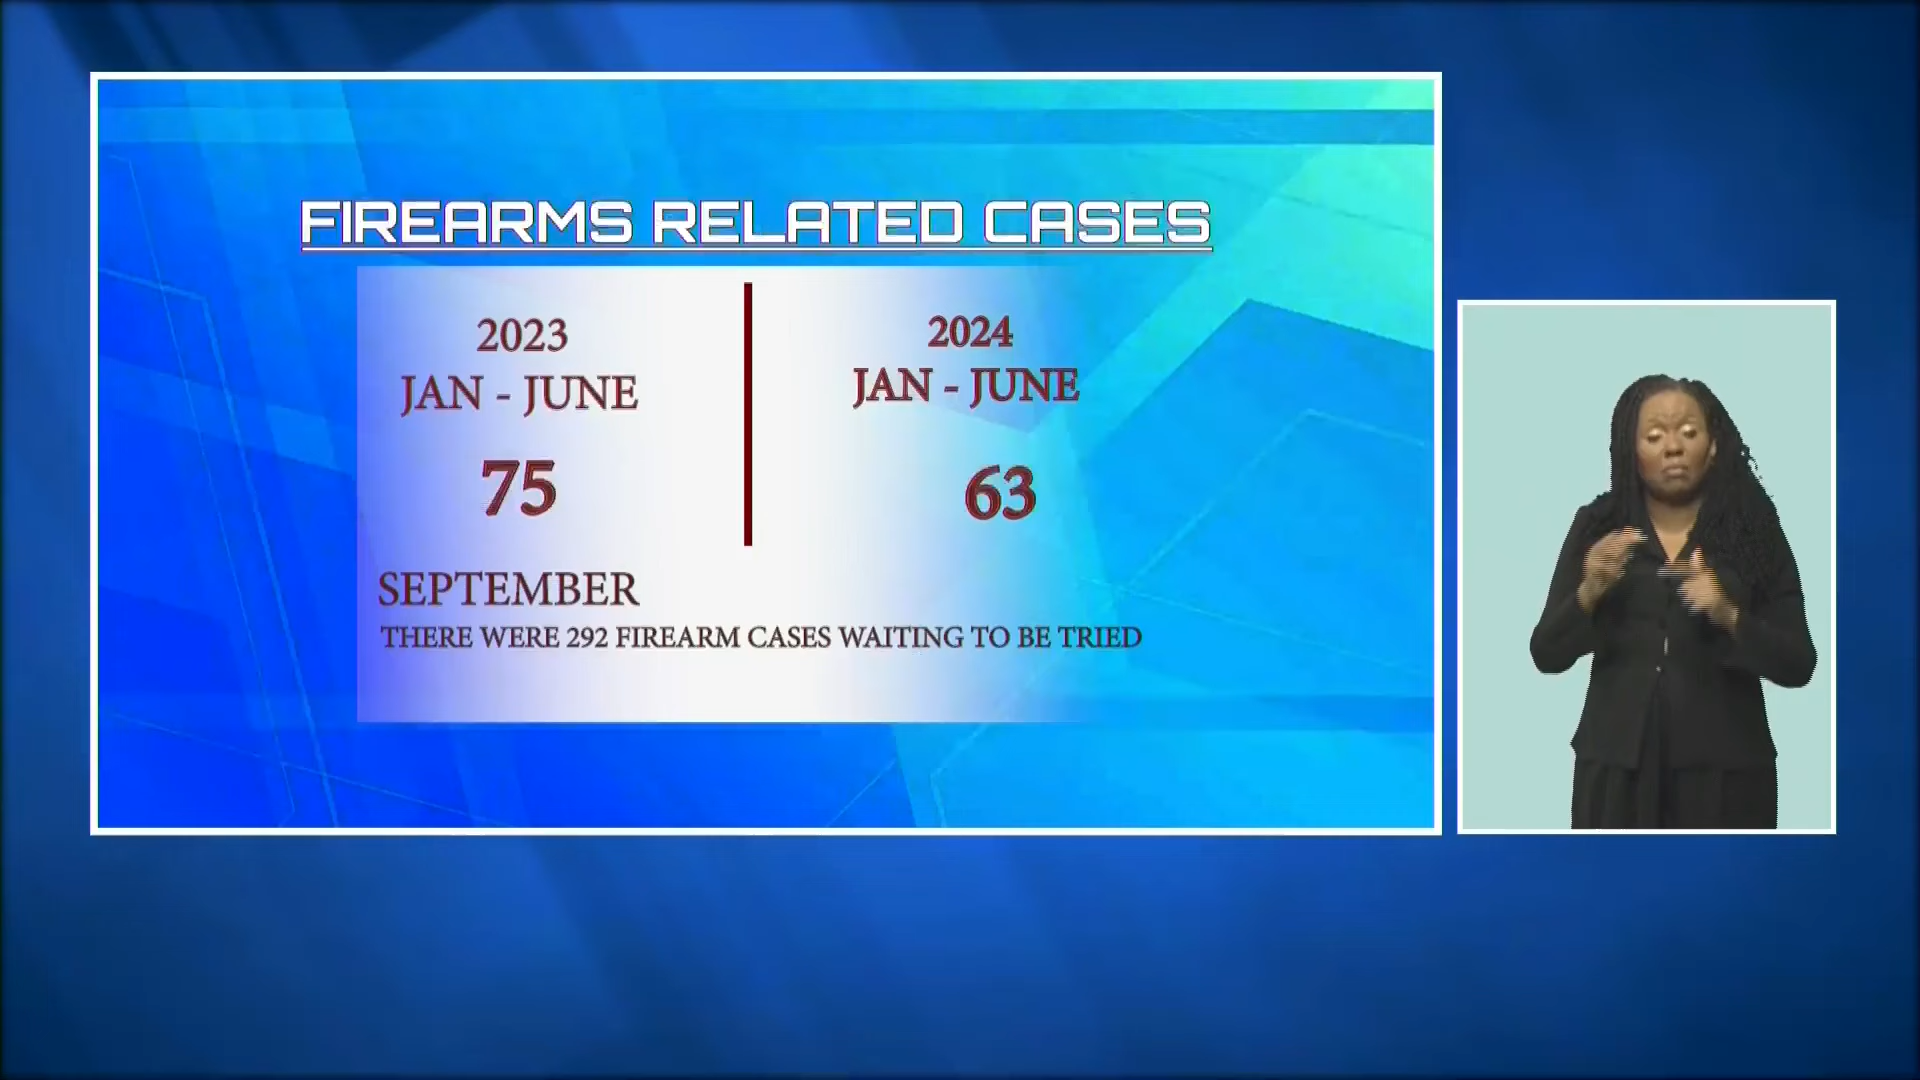 FIREARMS RELATED CASES
2023
JAN - JUNE
75
2024
JAN - JUNE
63
SEPTEMBER
THERE WERE 292 FIREARM CASES WAITING TO BE TRIED